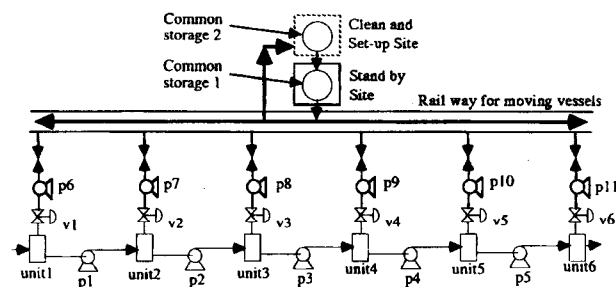 Common storage 2
Clean and Set-up Site
Common storage 1
Stand by Site
Rail way for moving vessels
p6 p7 p8 p9 p10 p11
v1 v2 v3 v4 v5 v6
unit1 p1 unit2 p2 unit3 p3 unit4 p4 unit5 p5 unit6